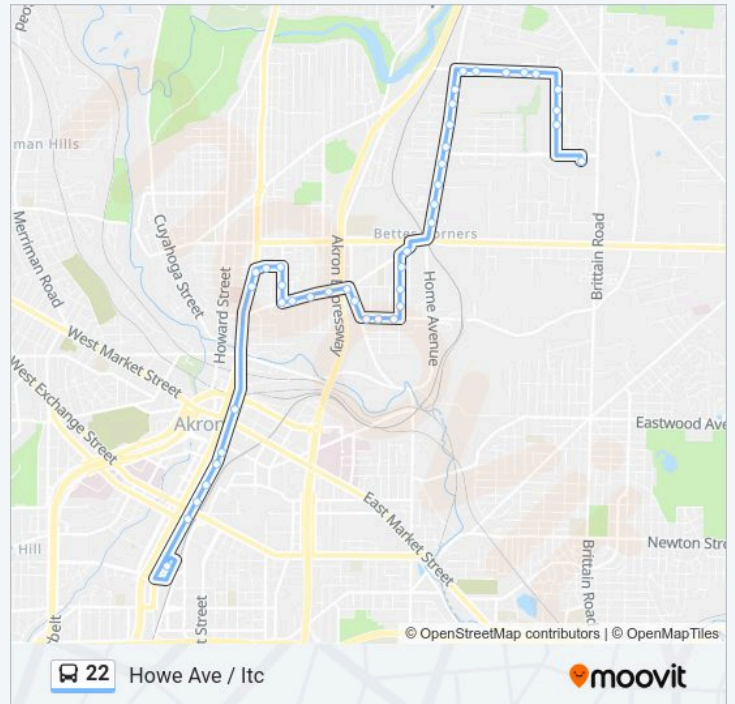 oad
man Hills
Merriman Road
Cuyahoga Street
Howard Street
Akron Expressway
Home Avenue
Brittain Road
West Market Street
West Exchange Street
Akron
Eastwood Ave
East Market Street
Hill
Newton Stre
Brittain Road
t Street
belt
© OpenStreetMap contributors | © OpenMapTiles
22 Howe Ave / Itc
moovit